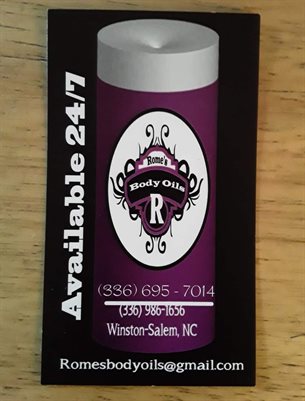 Available 24/7
Rome's
Body Oils
R
(336) 695 - 7014
(336) 986-1656
Winston-Salem, NC
Romesbodyoils@gmail.com